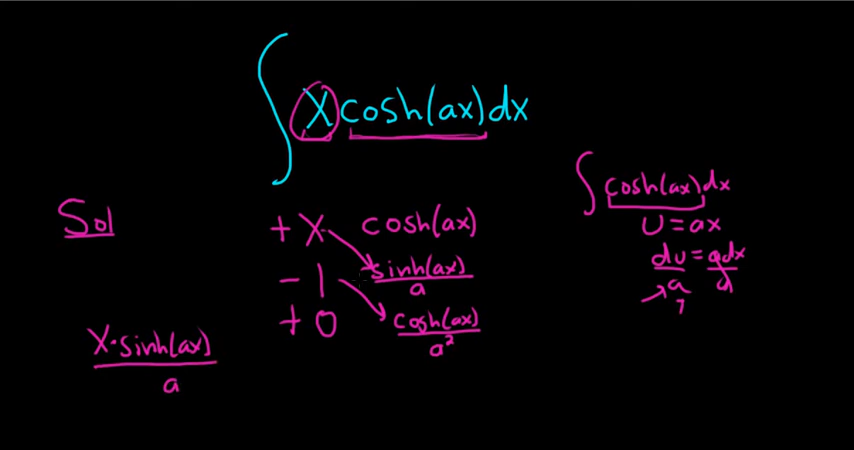 ∫ X cosh(ax) dx
Sol
+ X cosh(ax)
- 1 sinh(ax)/a
+ 0 cosh(ax)/a²
X·sinh(ax)/a
∫ cosh(ax) dx
U = ax
du/a = adx/a